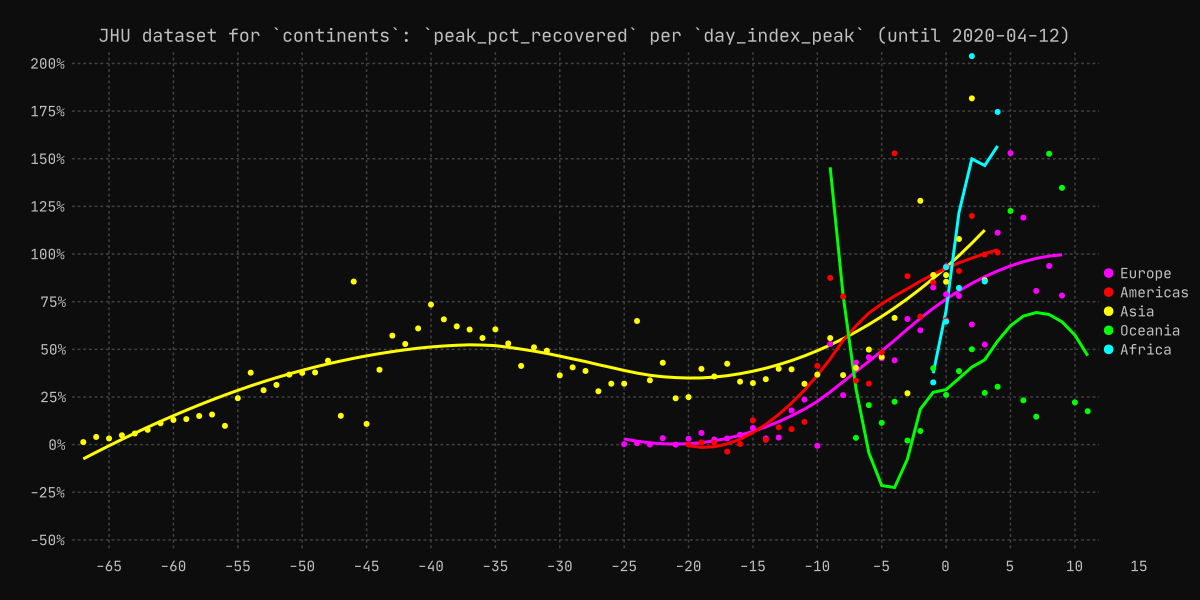 JHU dataset for `continents`: `peak_pct_recovered` per `day_index_peak` (until 2020-04-12)
200%
175%
150%
125%
100%
75%
50%
25%
0%
-25%
-50%
-65 -60 -55 -50 -45 -40 -35 -30 -25 -20 -15 -10 -5 0 5 10 15
Europe
Americas
Asia
Oceania
Africa